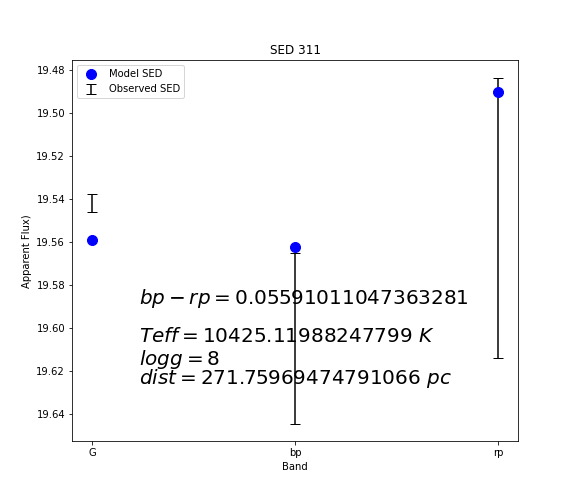 SED 311
19.48
Model SED
Observed SED
19.50
19.52
19.54
19.56
19.58
19.60
19.62
19.64
Apparent Flux)
bp − rp = 0.05591011047363281
Teff = 10425.11988247799 K
logg = 8
dist = 271.75969474791066 pc
G
bp
rp
Band